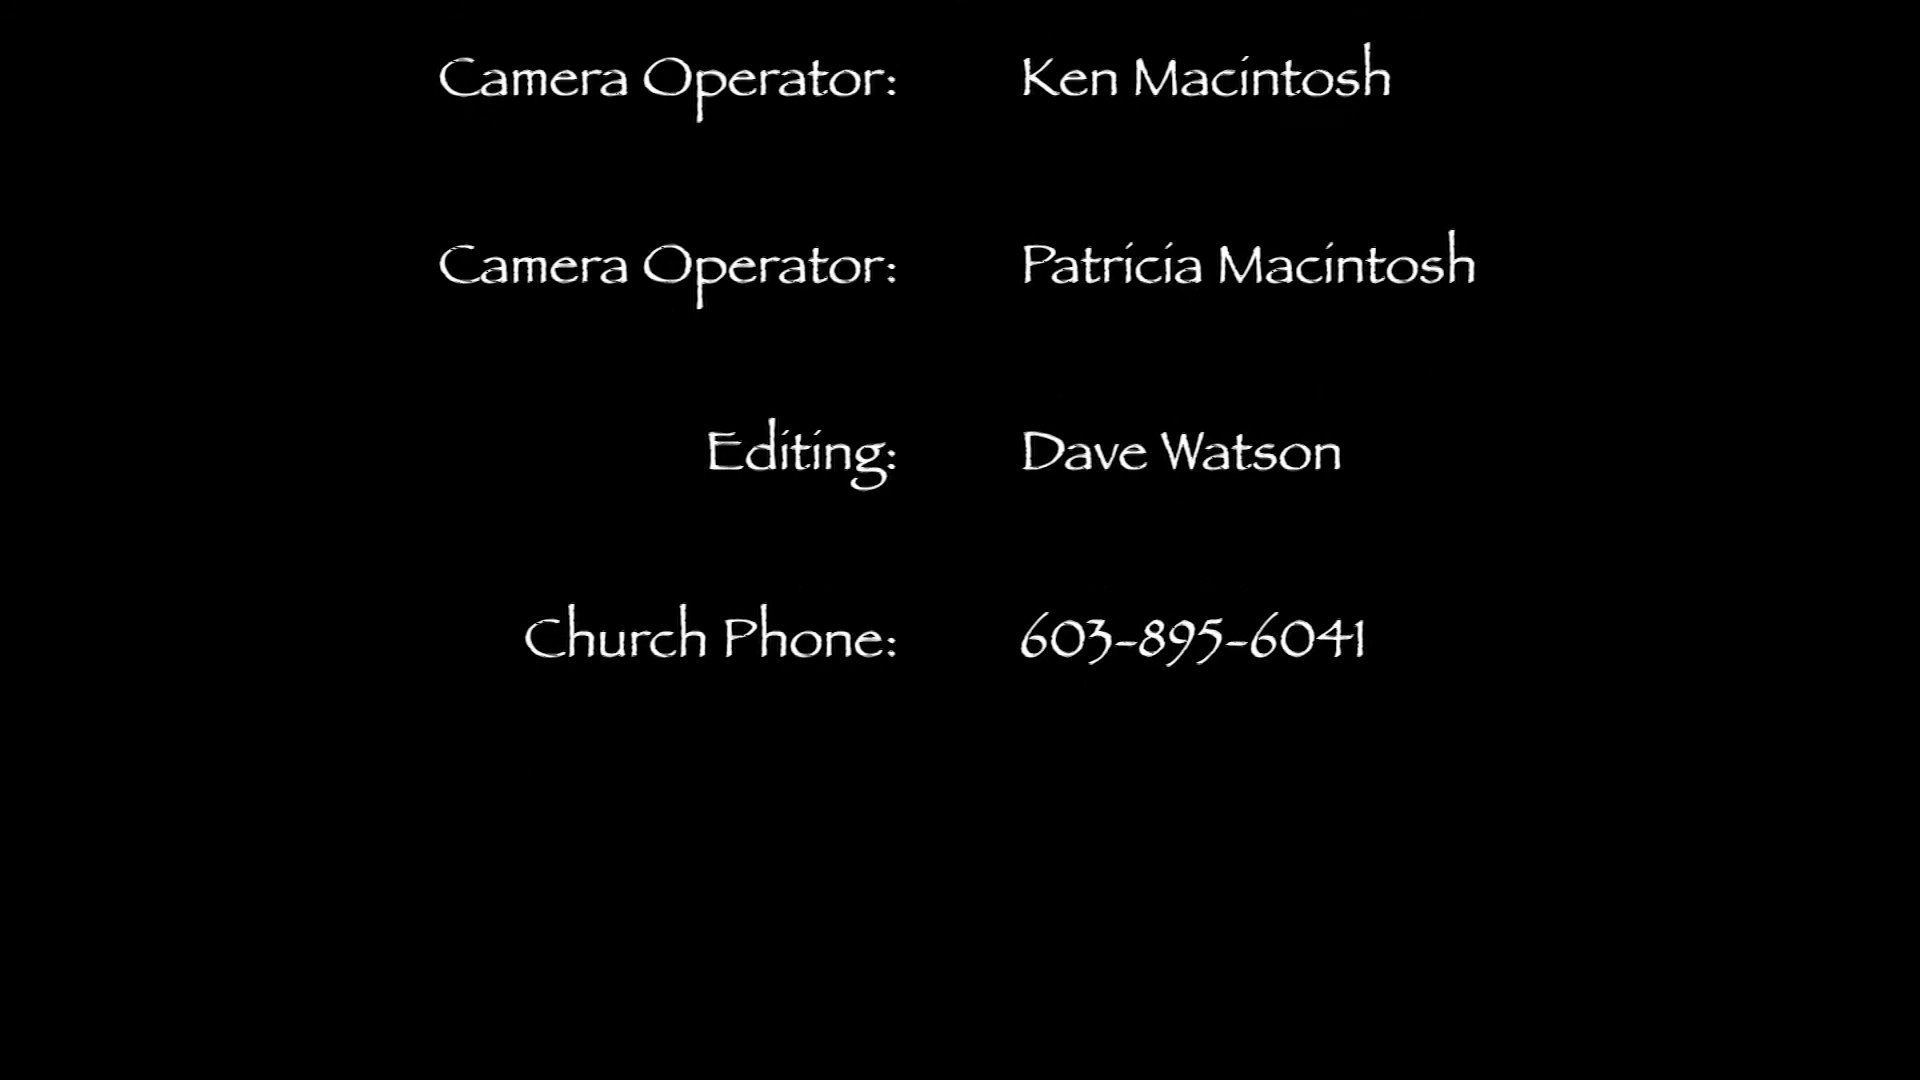 Camera Operator: Ken Macintosh
Camera Operator: Patricia Macintosh
Editing: Dave Watson
Church Phone: 603-895-6041